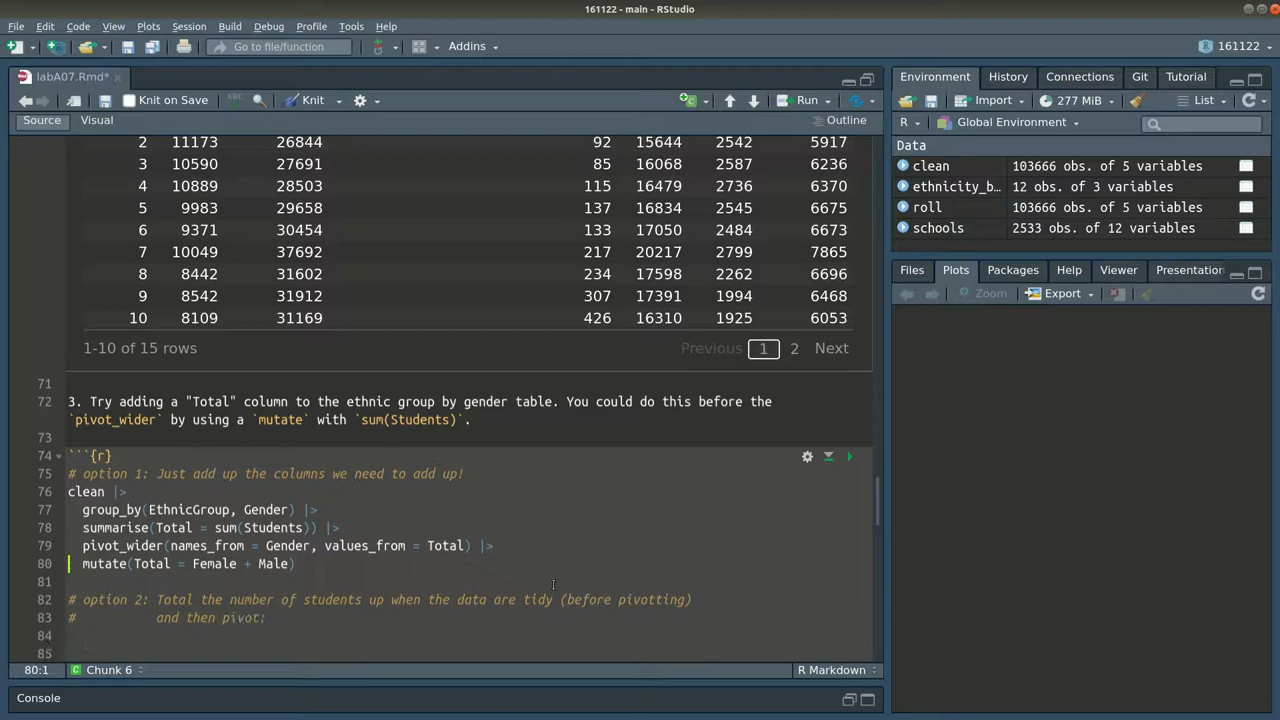 161122 - main - RStudio
File Edit Code View Plots Session Build Debug Profile Tools Help
Go to file/function Addins 161122
labA07.Rmd*
Knit on Save Knit Run
Source Visual Outline
2 11173 26844 92 15644 2542 5917
3 10590 27691 85 16068 2587 6236
4 10889 28503 115 16479 2736 6370
5 9983 29658 137 16834 2545 6675
6 9371 30454 133 17050 2484 6673
7 10049 37692 217 20217 2799 7865
8 8442 31602 234 17598 2262 6696
9 8542 31912 307 17391 1994 6468
10 8109 31169 426 16310 1925 6053
1-10 of 15 rows Previous 1 2 Next
71
72 3. Try adding a "Total" column to the ethnic group by gender table. You could do this before the
`pivot_wider` by using a `mutate` with `sum(Students)`.
73
74 ```{r}
75 # option 1: Just add up the columns we need to add up!
76 clean |>
77 group_by(EthnicGroup, Gender) |>
78 summarise(Total = sum(Students)) |>
79 pivot_wider(names_from = Gender, values_from = Total) |>
80 mutate(Total = Female + Male)
81
82 # option 2: Total the number of students up when the data are tidy (before pivotting)
83 # and then pivot:
84
85
80:1 Chunk 6 R Markdown
Console
Environment History Connections Git Tutorial
Import 277 MiB List
R Global Environment
Data
clean 103666 obs. of 5 variables
ethnicity_b… 12 obs. of 3 variables
roll 103666 obs. of 5 variables
schools 2533 obs. of 12 variables
Files Plots Packages Help Viewer Presentation
Zoom Export